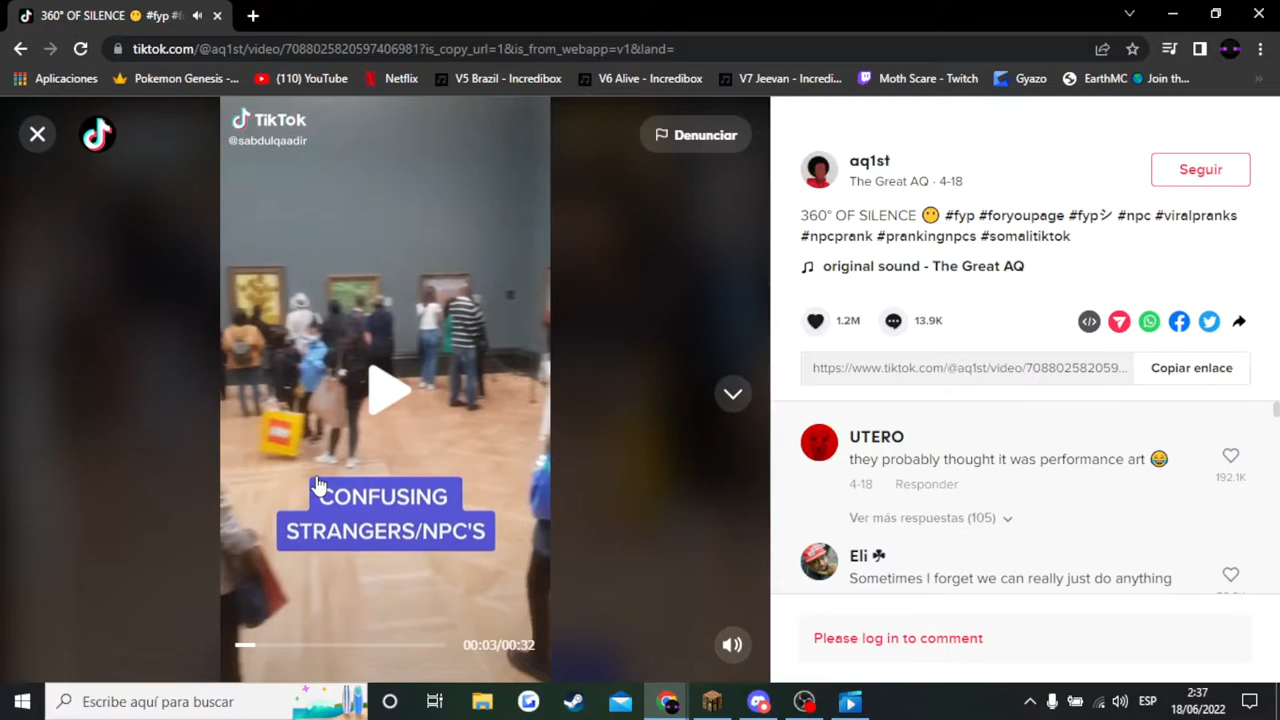 360° OF SILENCE 😶 #fyp #f
tiktok.com/@aq1st/video/7088025820597406981?is_copy_url=1&is_from_webapp=v1&land=
Aplicaciones
Pokemon Genesis -...
(110) YouTube
Netflix
V5 Brazil - Incredibox
V6 Alive - Incredibox
V7 Jeevan - Incredi...
Moth Scare - Twitch
Gyazo
EarthMC 🌐 Join th...
TikTok
@sabdulqaadir
Denunciar
CONFUSING
STRANGERS/NPC'S
00:03/00:32
aq1st
The Great AQ · 4-18
Seguir
360° OF SILENCE 😶 #fyp #foryoupage #fypシ #npc #viralpranks
#npcprank #prankingnpcs #somalitiktok
original sound - The Great AQ
1.2M
13.9K
https://www.tiktok.com/@aq1st/video/708802582059...
Copiar enlace
UTERO
they probably thought it was performance art 😂
192.1K
4-18 Responder
Ver más respuestas (105)
Eli ☘
Sometimes I forget we can really just do anything
Please log in to comment
Escribe aquí para buscar
ESP
2:37
18/06/2022